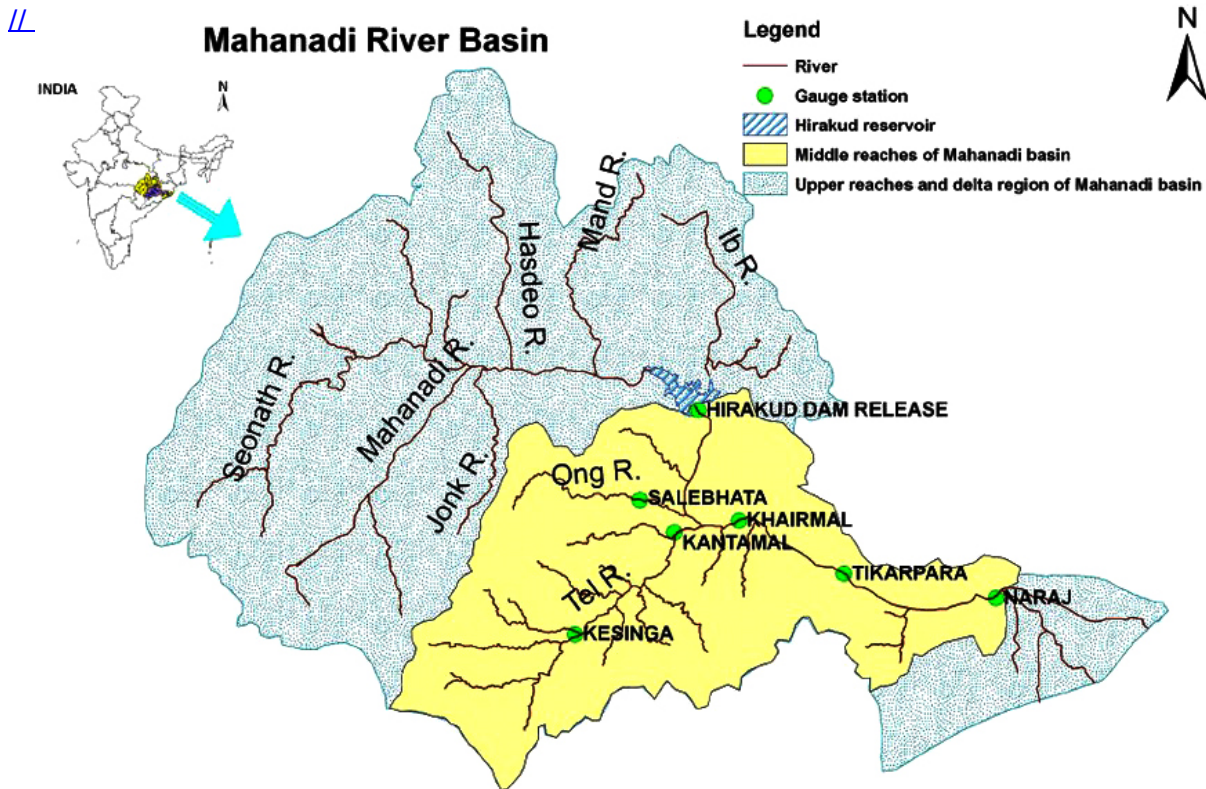 //
Mahanadi River Basin
INDIA
N
Legend
River
Gauge station
Hirakud reservoir
Middle reaches of Mahanadi basin
Upper reaches and delta region of Mahanadi basin
N
Hasdeo R.
Mand R.
Ib R.
Seonath R.
Mahanadi R.
Jonk R.
HIRAKUD DAM RELEASE
Ong R.
SALEBHATA
KHAIRMAL
KANTAMAL
TIKARPARA
Tel R.
NARAJ
KESINGA